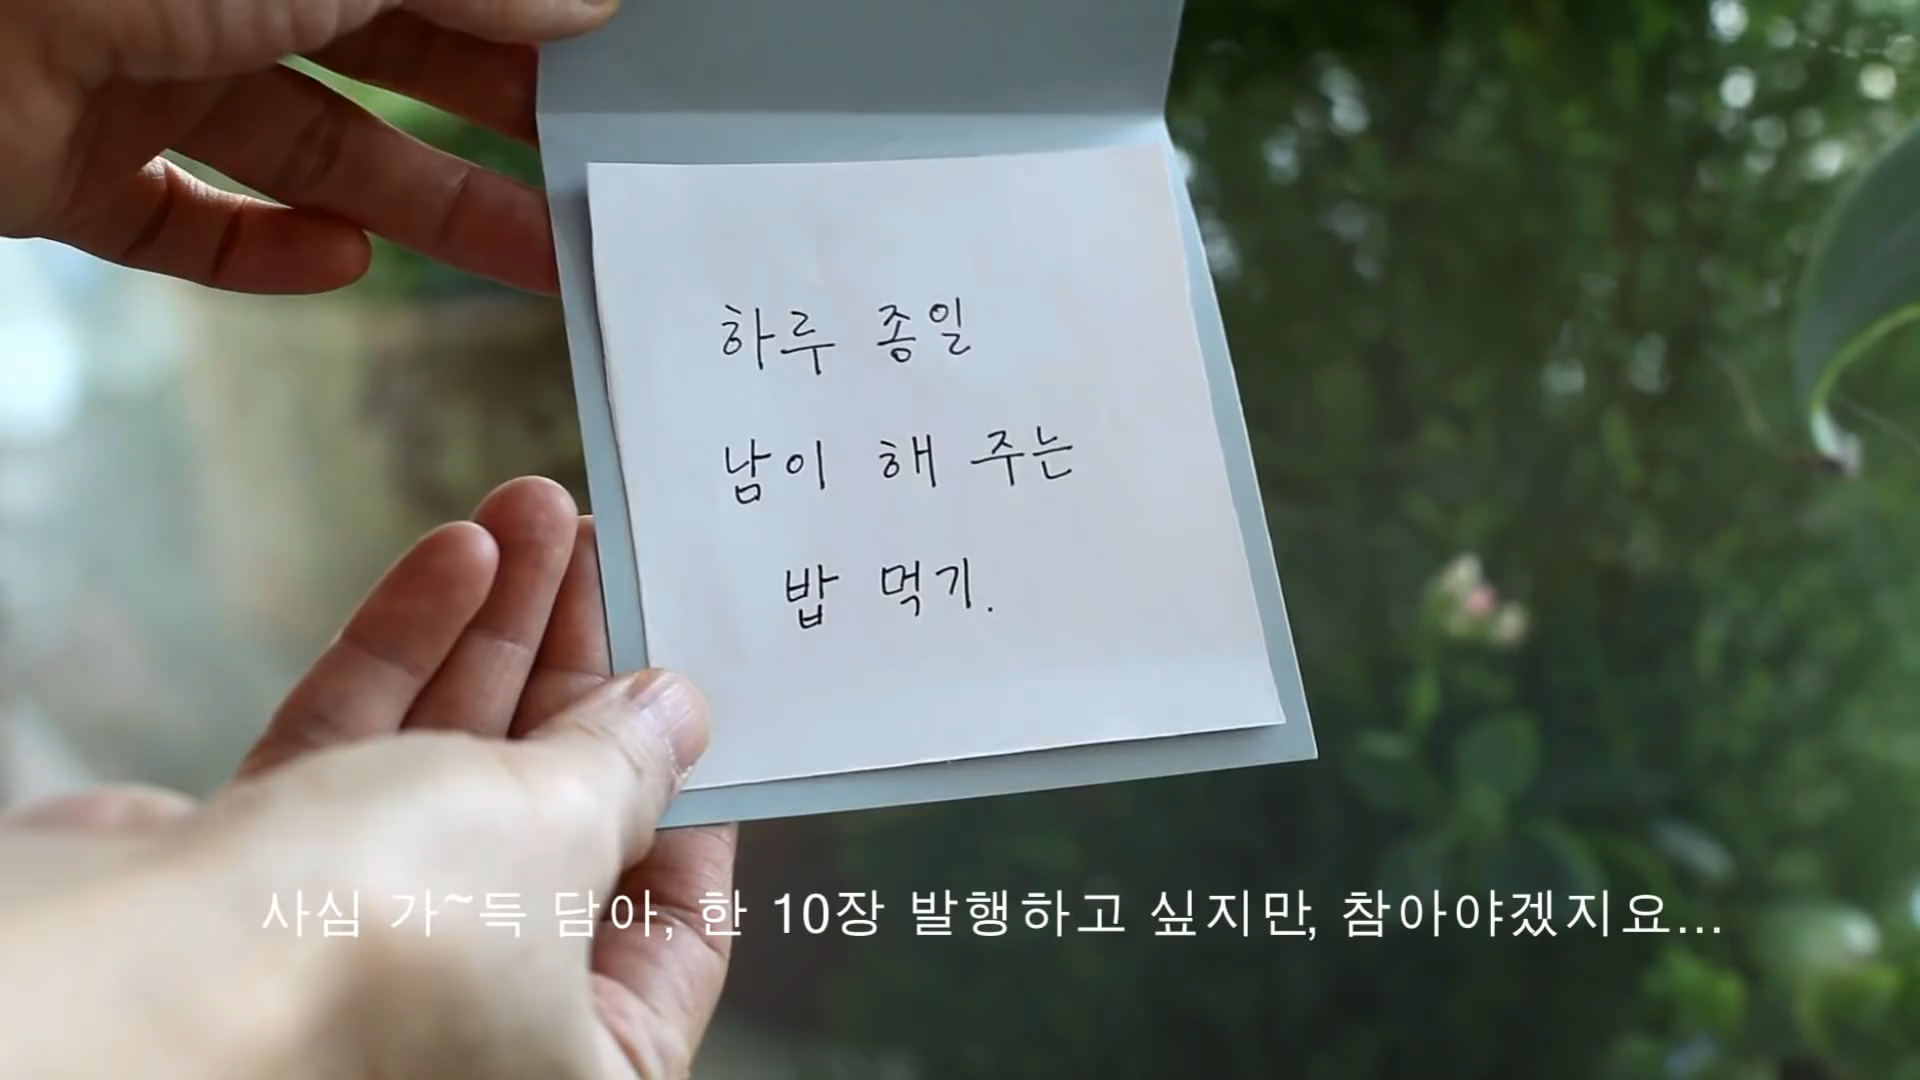 하루 종일
남이 해 주는
밥 먹기.
사심 가~득 담아, 한 10장 발행하고 싶지만, 참아야겠지요...